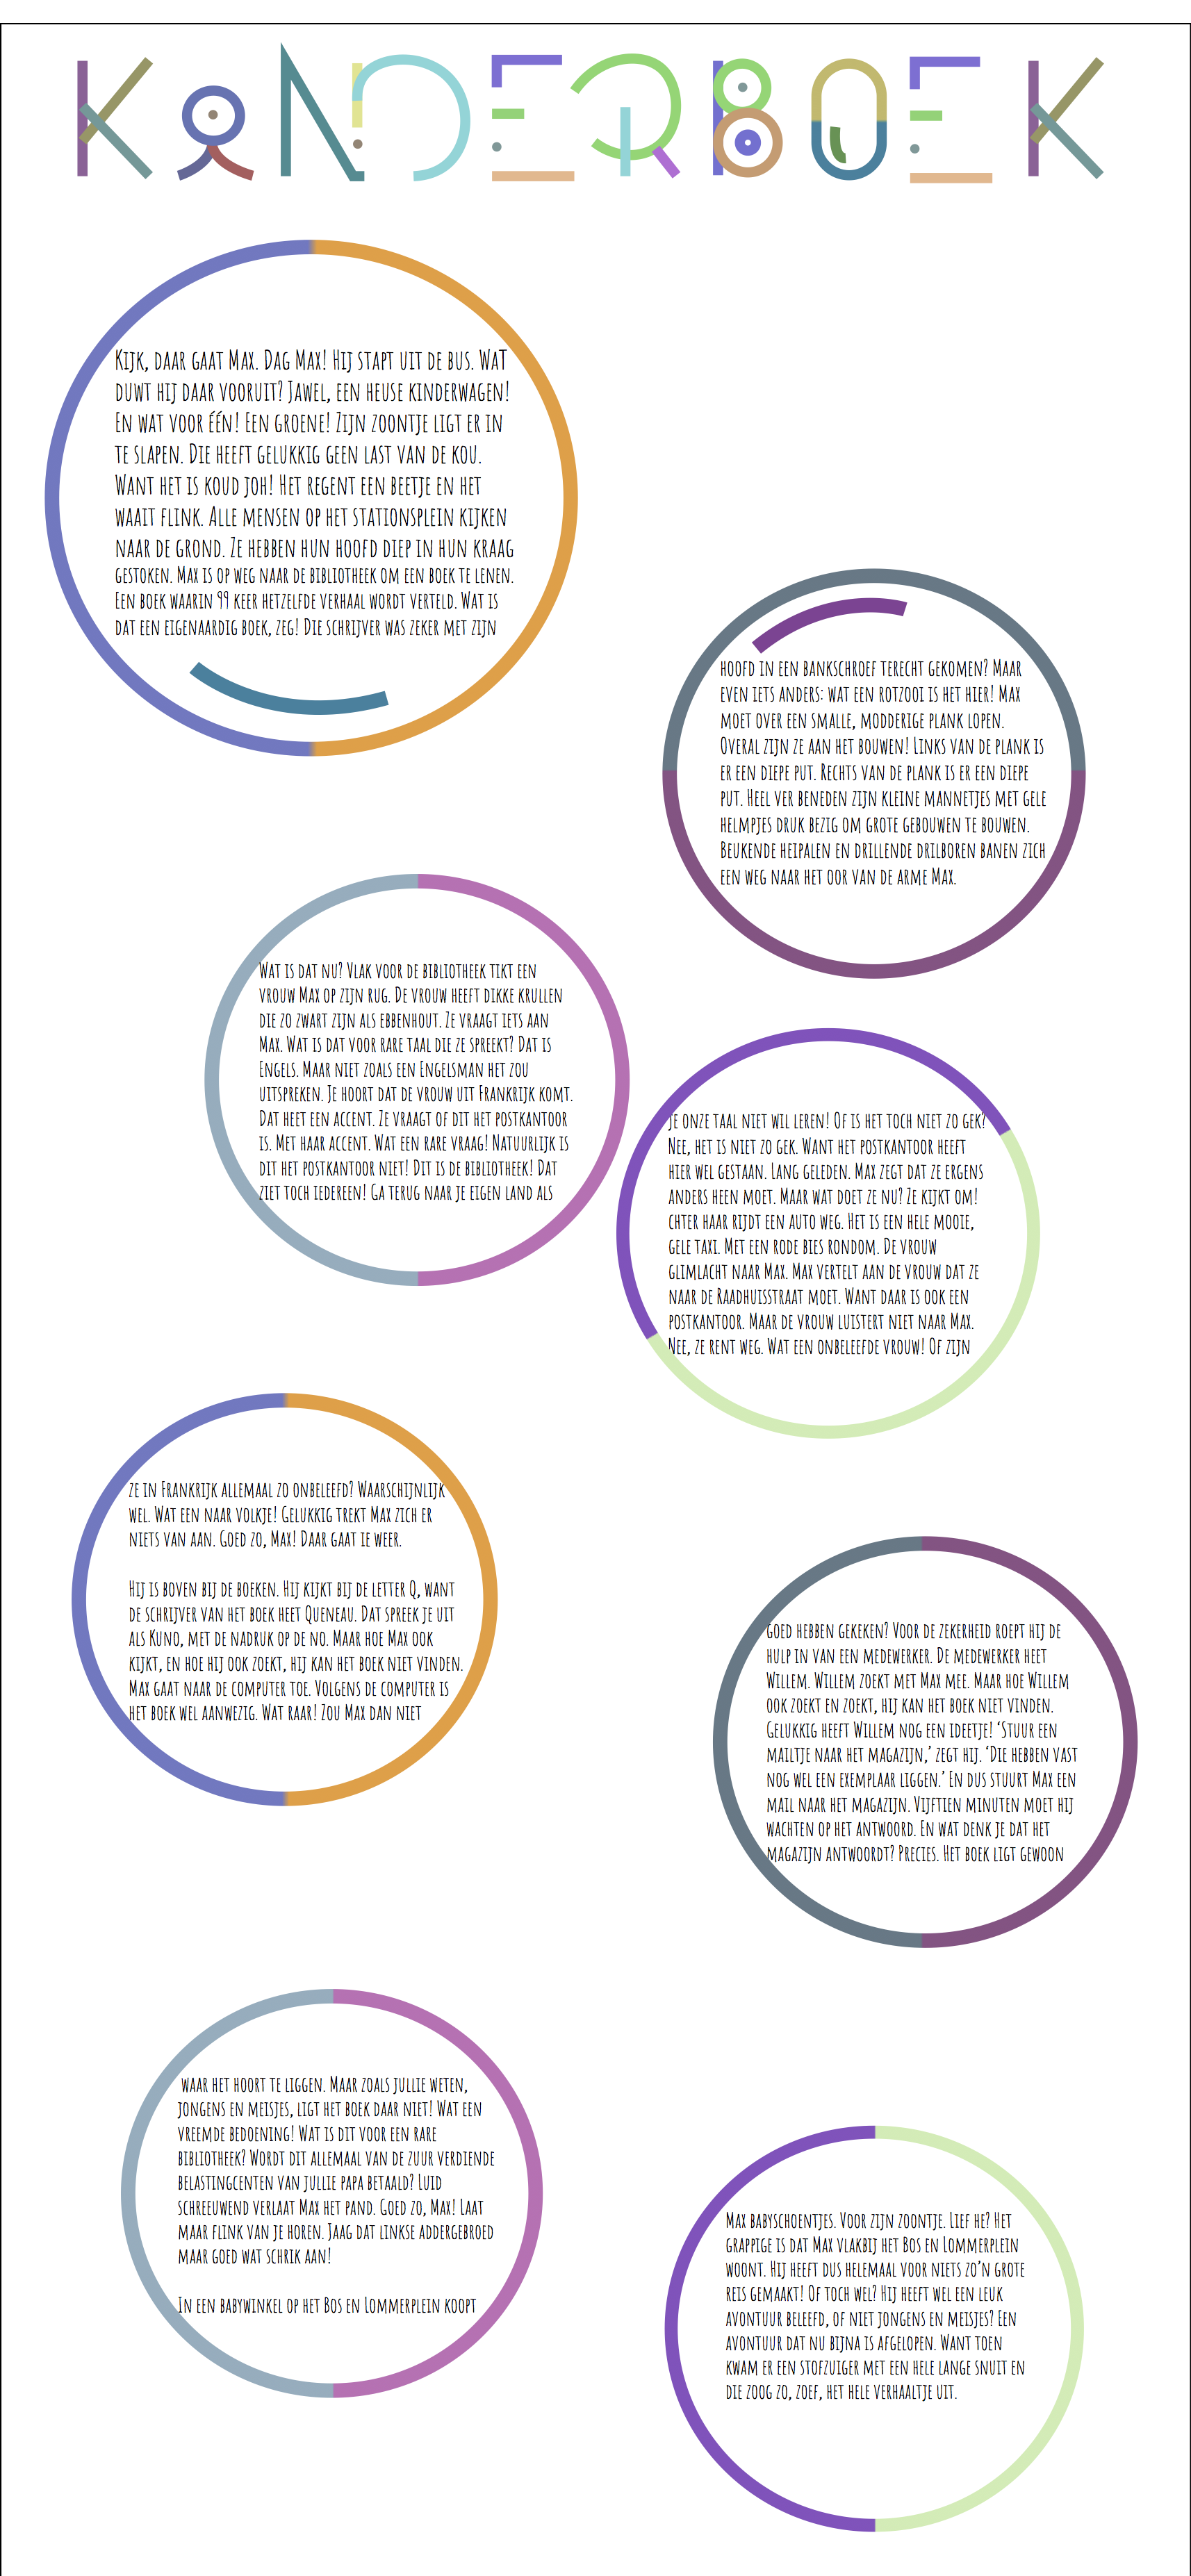 KINDERBOEK
Kijk, daar gaat Max. Dag Max! Hij stapt uit de bus. Wat
duwt hij daar vooruit? Jawel, een heuse kinderwagen!
En wat voor één! Een groene! Zijn zoontje ligt er in
te slapen. Die heeft gelukkig geen last van de kou.
Want het is koud joh! Het regent een beetje en het
waait flink. Alle mensen op het stationsplein kijken
naar de grond. Ze hebben hun hoofd diep in hun kraag
gestoken. Max is op weg naar de bibliotheek om een boek te lenen.
Een boek waarin 99 keer hetzelfde verhaal wordt verteld. Wat is
dat een eigenaardig boek, zeg! Die schrijver was zeker met zijn
hoofd in een bankschroef terecht gekomen? Maar
even iets anders: wat een rotzooi is het hier! Max
moet over een smalle, modderige plank lopen.
Overal zijn ze aan het bouwen! Links van de plank is
er een diepe put. Rechts van de plank is er een diepe
put. Heel ver beneden zijn kleine mannetjes met gele
helmpjes druk bezig om grote gebouwen te bouwen.
Beukende heipalen en drillende drilboren banen zich
een weg naar het oor van de arme Max.
Wat is dat nu? Vlak voor de bibliotheek tikt een
vrouw Max op zijn rug. De vrouw heeft dikke krullen
die zo zwart zijn als ebbenhout. Ze vraagt iets aan
Max. Wat is dat voor rare taal die ze spreekt? Dat is
Engels. Maar niet zoals een Engelsman het zou
uitspreken. Je hoort dat de vrouw uit Frankrijk komt.
Dat heet een accent. Ze vraagt of dit het postkantoor
is. Met haar accent. Wat een rare vraag! Natuurlijk is
dit het postkantoor niet! Dit is de bibliotheek! Dat
ziet toch iedereen! Ga terug naar je eigen land als
je onze taal niet wil leren! Of is het toch niet zo gek?
Nee, het is niet zo gek. Want het postkantoor heeft
hier wel gestaan. Lang geleden. Max zegt dat ze ergens
anders heen moet. Maar wat doet ze nu? Ze kijkt om!
chter haar rijdt een auto weg. Het is een hele mooie,
gele taxi. Met een rode bies rondom. De vrouw
glimlacht naar Max. Max vertelt aan de vrouw dat ze
naar de Raadhuisstraat moet. Want daar is ook een
postkantoor. Maar de vrouw luistert niet naar Max.
Nee, ze rent weg. Wat een onbeleefde vrouw! Of zijn
ze in Frankrijk allemaal zo onbeleefd? Waarschijnlijk
wel. Wat een naar volkje! Gelukkig trekt Max zich er
niets van aan. Goed zo, Max! Daar gaat ie weer.
Hij is boven bij de boeken. Hij kijkt bij de letter Q, want
de schrijver van het boek heet Queneau. Dat spreek je uit
als Kuno, met de nadruk op de no. Maar hoe Max ook
kijkt, en hoe hij ook zoekt, hij kan het boek niet vinden.
Max gaat naar de computer toe. Volgens de computer is
het boek wel aanwezig. Wat raar! Zou Max dan niet
goed hebben gekeken? Voor de zekerheid roept hij de
hulp in van een medewerker. De medewerker heet
Willem. Willem zoekt met Max mee. Maar hoe Willem
ook zoekt en zoekt, hij kan het boek niet vinden.
Gelukkig heeft Willem nog een ideetje! ‘Stuur een
mailtje naar het magazijn,’ zegt hij. ‘Die hebben vast
nog wel een exemplaar liggen.’ En dus stuurt Max een
mail naar het magazijn. Vijftien minuten moet hij
wachten op het antwoord. En wat denk je dat het
magazijn antwoordt? Precies. Het boek ligt gewoon
waar het hoort te liggen. Maar zoals jullie weten,
jongens en meisjes, ligt het boek daar niet! Wat een
vreemde bedoening! Wat is dit voor een rare
bibliotheek? Wordt dit allemaal van de zuur verdiende
belastingcenten van jullie papa betaald? Luid
schreeuwend verlaat Max het pand. Goed zo, Max! Laat
maar flink van je horen. Jaag dat linkse addergebroed
maar goed wat schrik aan!
In een babywinkel op het Bos en Lommerplein koopt
Max babyschoentjes. Voor zijn zoontje. Lief he? Het
grappige is dat Max vlakbij het Bos en Lommerplein
woont. Hij heeft dus helemaal voor niets zo’n grote
reis gemaakt! Of toch wel? Hij heeft wel een leuk
avontuur beleefd, of niet jongens en meisjes? Een
avontuur dat nu bijna is afgelopen. Want toen
kwam er een stofzuiger met een hele lange snuit en
die zoog zo, zoef, het hele verhaaltje uit.